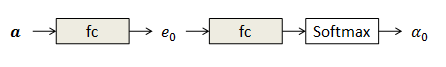 a fc e₀ fc Softmax α₀